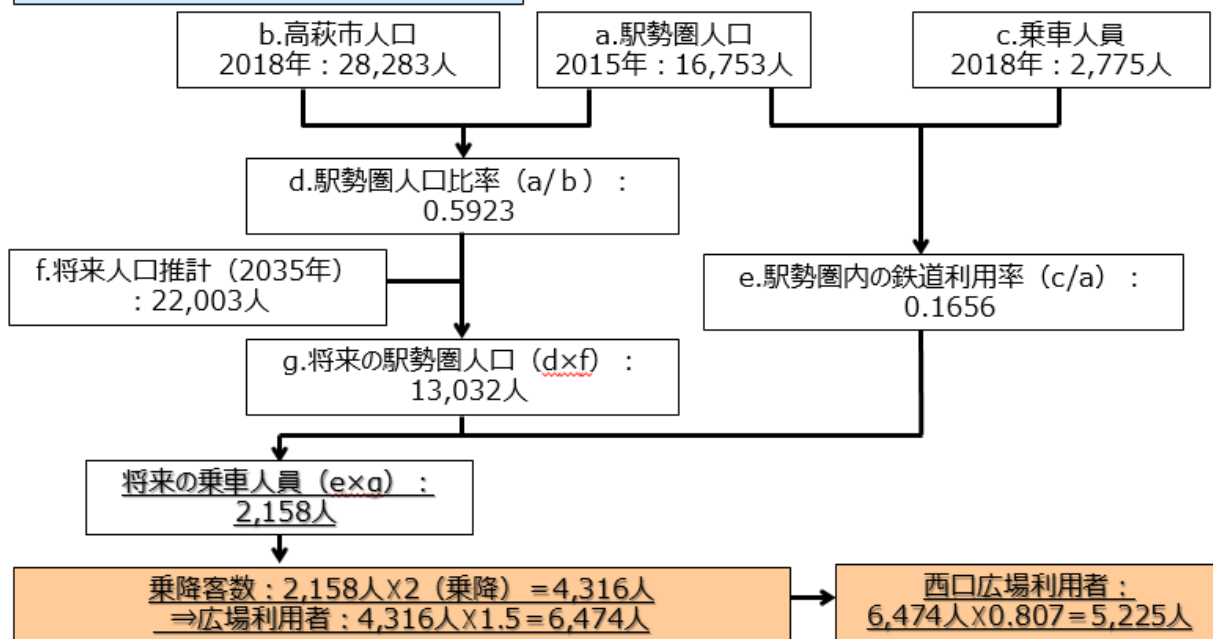 b.高萩市人口
2018年：28,283人
a.駅勢圏人口
2015年：16,753人
c.乗車人員
2018年：2,775人
d.駅勢圏人口比率（a/ｂ）：
0.5923
f.将来人口推計（2035年）
：22,003人
e.駅勢圏内の鉄道利用率（c/a）：
0.1656
g.将来の駅勢圏人口（d×f）：
13,032人
将来の乗車人員（e×g）：
2,158人
乗降客数：2,158人X2（乗降）＝4,316人
⇒広場利用者：4,316人X1.5＝6,474人
西口広場利用者：
6,474人X0.807＝5,225人